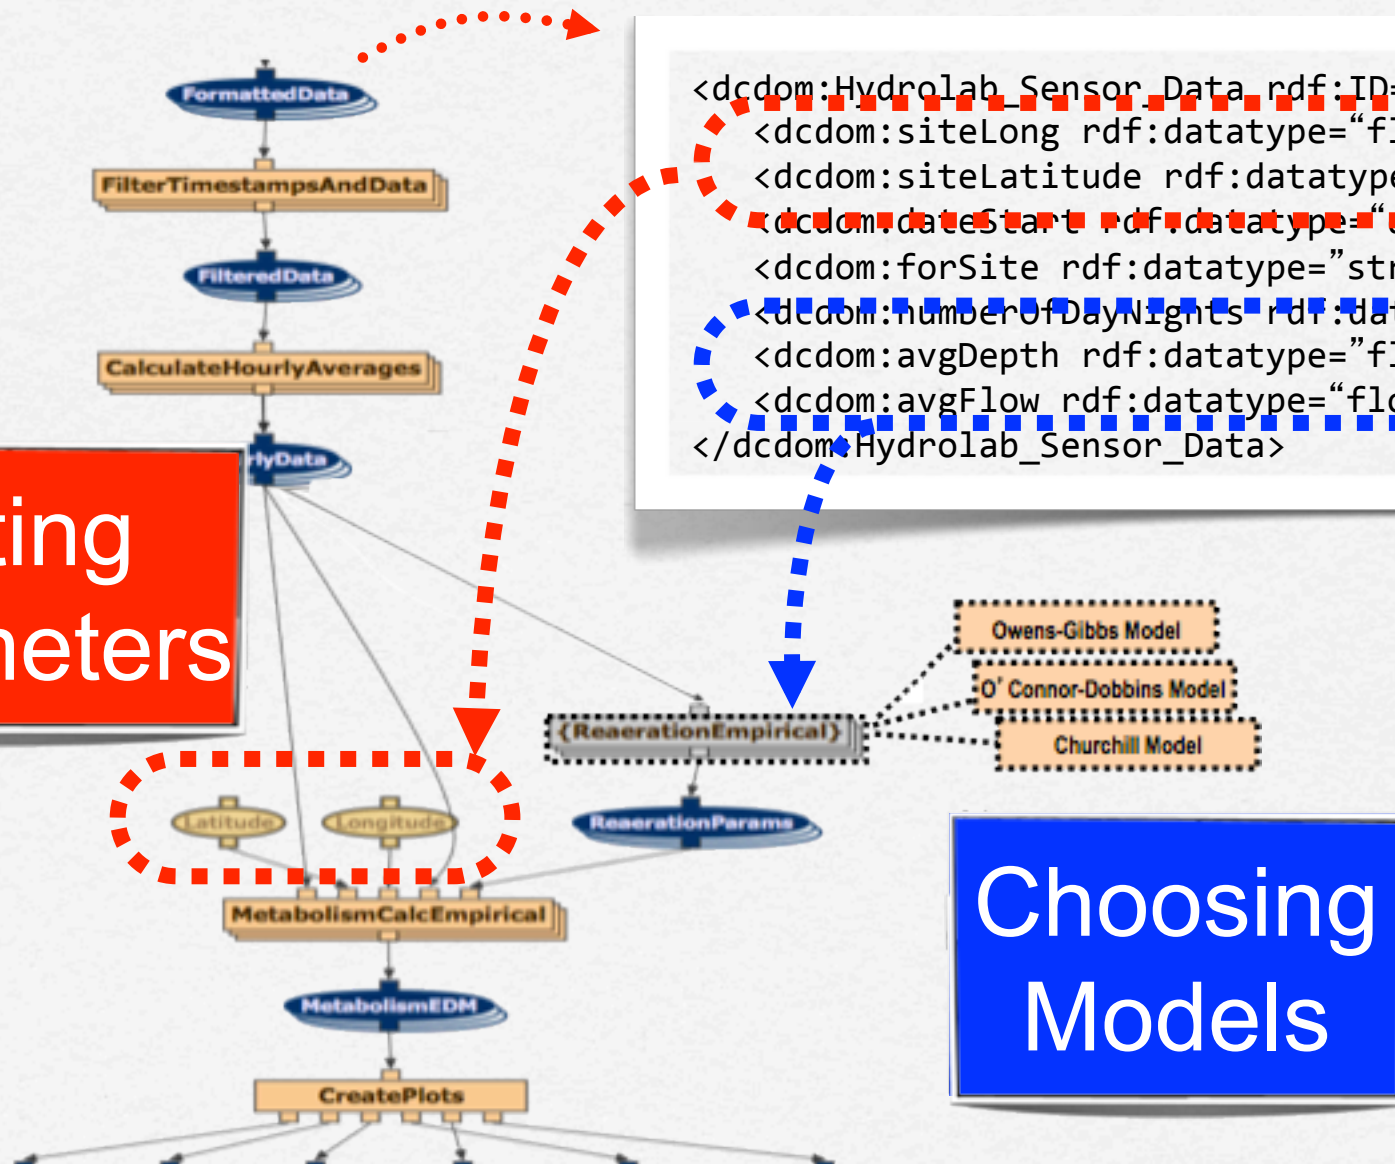 FormattedData
FilterTimestampsAndData
FilteredData
CalculateHourlyAverages
rlyData
<dcdom:Hydrolab_Sensor_Data rdf:ID=
<dcdom:siteLong rdf:datatype=“fl
<dcdom:siteLatitude rdf:datatype
<dcdom:dateStart rdf:datatype=“
<dcdom:forSite rdf:datatype=”str
<dcdom:numberOfDayNights rdf:dat
<dcdom:avgDepth rdf:datatype=”fl
<dcdom:avgFlow rdf:datatype=“flo
</dcdom:Hydrolab_Sensor_Data>
ting
neters
Owens-Gibbs Model
O’ Connor-Dobbins Model
Churchill Model
{ReaerationEmpirical}
Latitude
Longitude
ReaerationParams
MetabolismCalcEmpirical
MetabolismEDM
CreatePlots
Choosing
Models